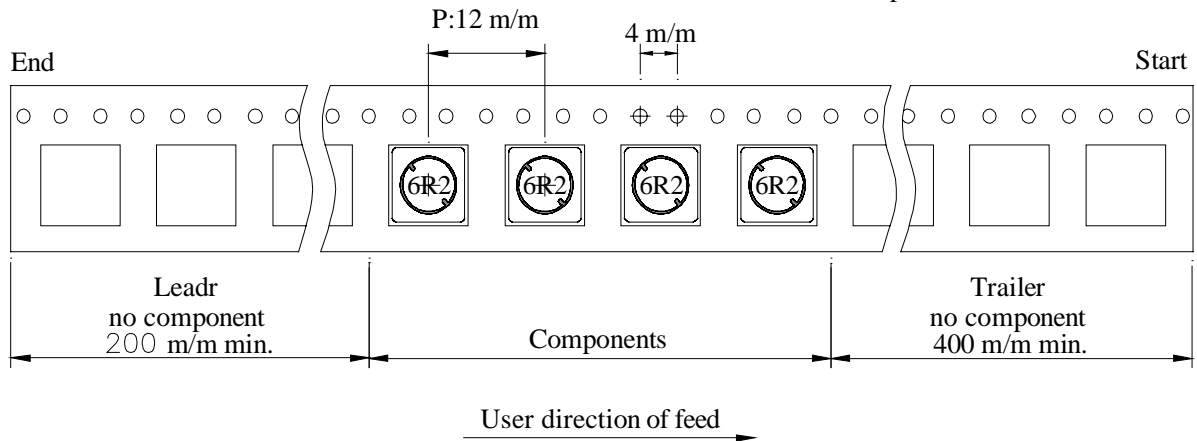 P:12 m/m
4 m/m
End
Start
6R2 6R2 6R2 6R2
Leadr
no component
200 m/m min.
Components
Trailer
no component
400 m/m min.
User direction of feed